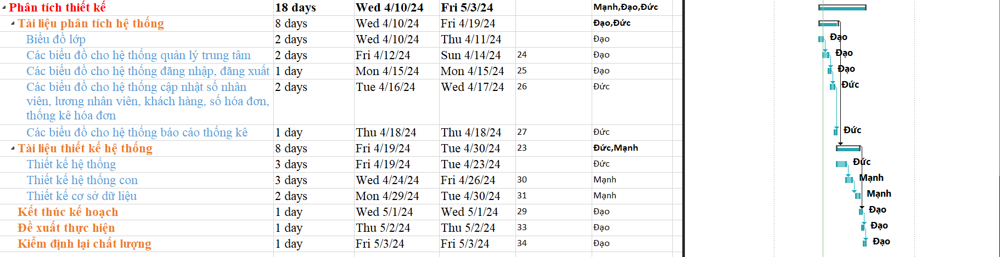 Phân tích thiết kế 18 days Wed 4/10/24 Fri 5/3/24 Mạnh,Đạo,Đức
Tài liệu phân tích hệ thống 8 days Wed 4/10/24 Fri 4/19/24 Đạo,Đức
Biểu đồ lớp 2 days Wed 4/10/24 Thu 4/11/24 Đạo Đạo
Các biểu đồ cho hệ thống quản lý trung tâm 2 days Fri 4/12/24 Sun 4/14/24 24 Đạo Đạo
Các biểu đồ cho hệ thống đăng nhập, đăng xuất 1 day Mon 4/15/24 Mon 4/15/24 25 Đạo Đạo
Các biểu đồ cho hệ thống cập nhật số nhân 2 days Tue 4/16/24 Wed 4/17/24 26 Đức Đức
viên, lương nhân viên, khách hàng, số hóa đơn,
thống kê hóa đơn
Các biểu đồ cho hệ thống báo cáo thống kê 1 day Thu 4/18/24 Thu 4/18/24 27 Đức Đức
Tài liệu thiết kế hệ thống 8 days Fri 4/19/24 Tue 4/30/24 23 Đức,Mạnh
Thiết kế hệ thống 3 days Fri 4/19/24 Tue 4/23/24 Đức Đức
Thiết kế hệ thống con 3 days Wed 4/24/24 Fri 4/26/24 30 Mạnh Mạnh
Thiết kế cơ sở dữ liệu 2 days Mon 4/29/24 Tue 4/30/24 31 Mạnh Mạnh
Kết thúc kế hoạch 1 day Wed 5/1/24 Wed 5/1/24 29 Đạo Đạo
Đề xuất thực hiện 1 day Thu 5/2/24 Thu 5/2/24 33 Đạo Đạo
Kiểm định lại chất lượng 1 day Fri 5/3/24 Fri 5/3/24 34 Đạo Đạo